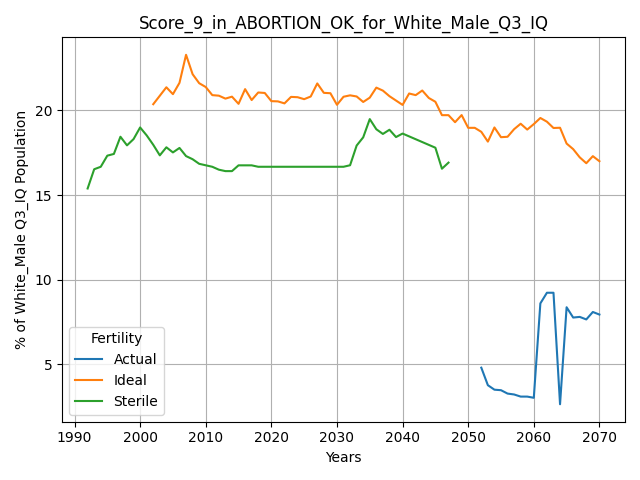 Score_9_in_ABORTION_OK_for_White_Male_Q3_IQ
% of White_Male Q3_IQ Population
20
15
10
5
Fertility
Actual
Ideal
Sterile
1990 2000 2010 2020 2030 2040 2050 2060 2070
Years